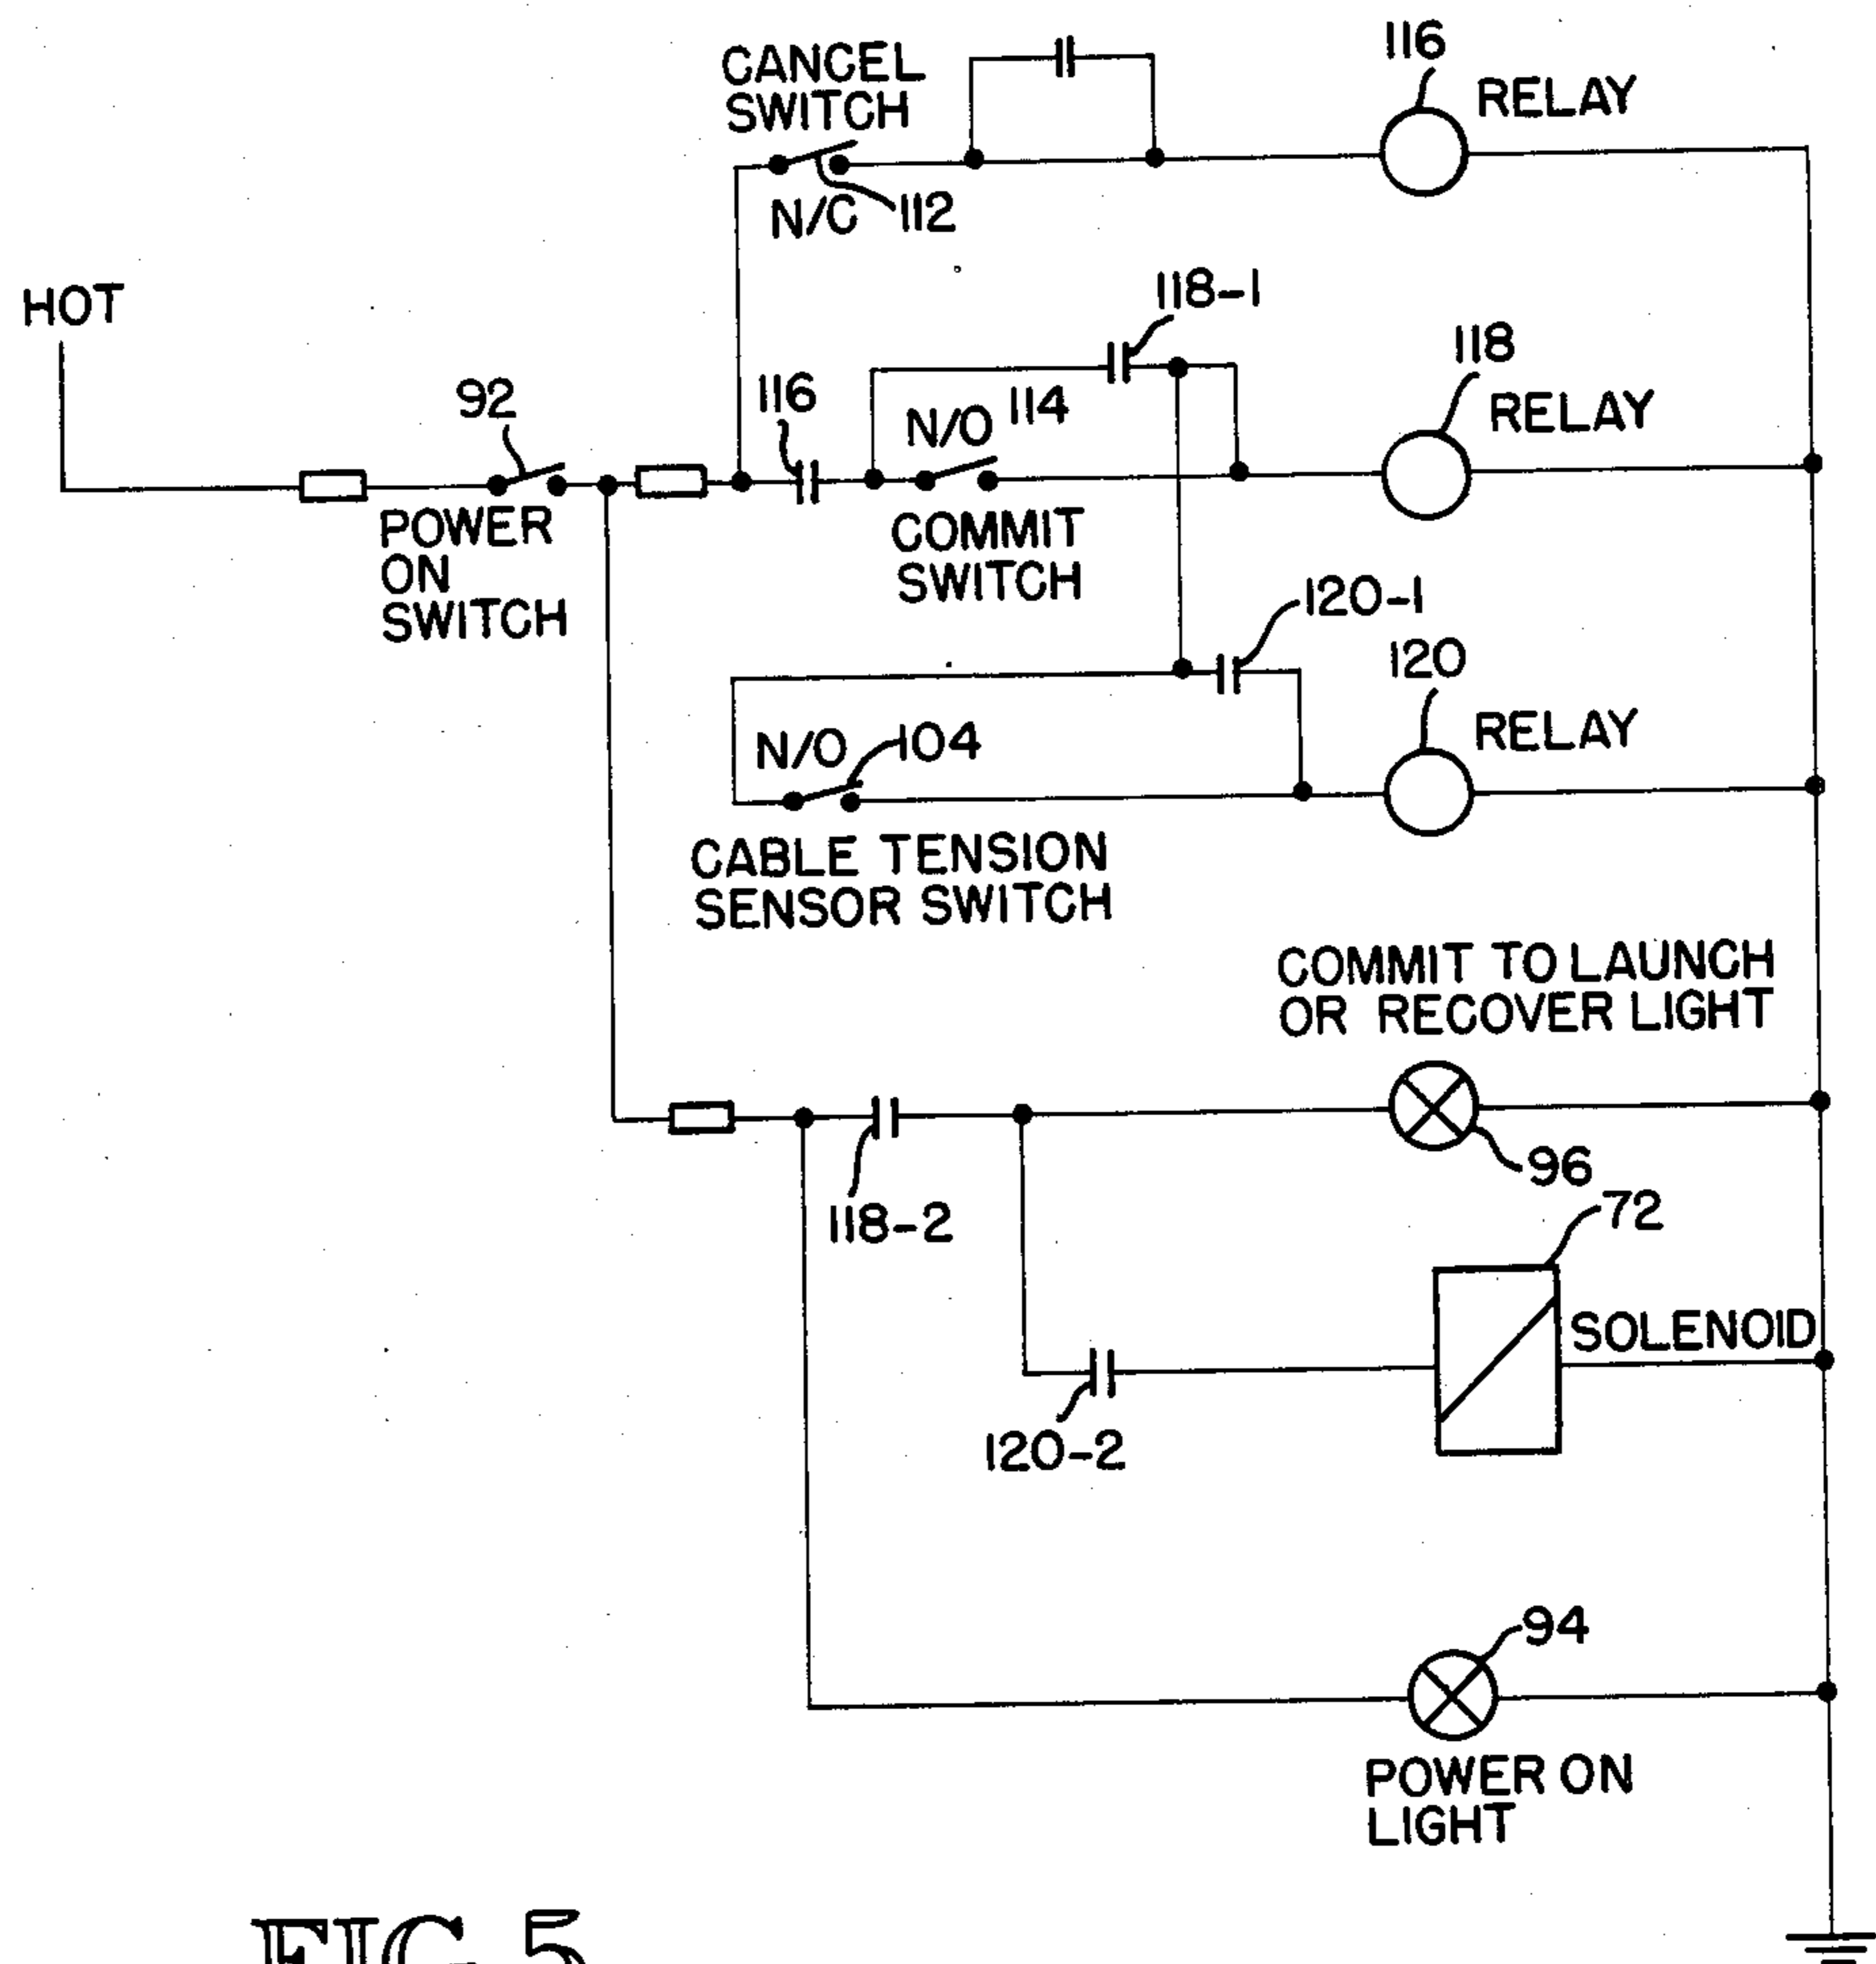 CANCEL
SWITCH
116
RELAY
N/C
112
HOT
118-1
118
RELAY
92
116
N/O
114
POWER
ON
SWITCH
COMMIT
SWITCH
120-1
120
RELAY
N/O
104
CABLE TENSION
SENSOR SWITCH
COMMIT TO LAUNCH
OR RECOVER LIGHT
96
118-2
72
SOLENOID
120-2
94
POWER ON
LIGHT
FIG 5